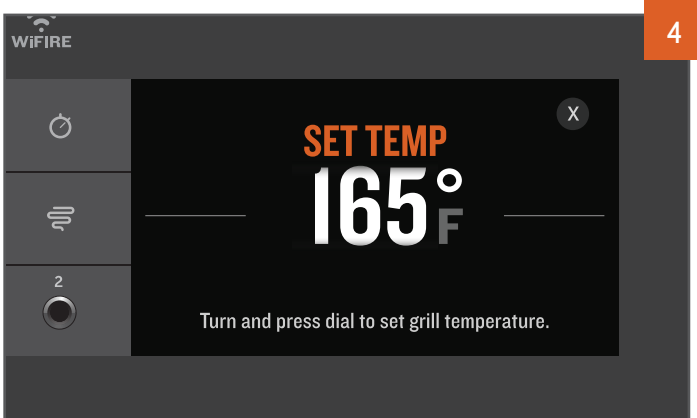 4
WiFIRE
X
SET TEMP
165°F
2
Turn and press dial to set grill temperature.